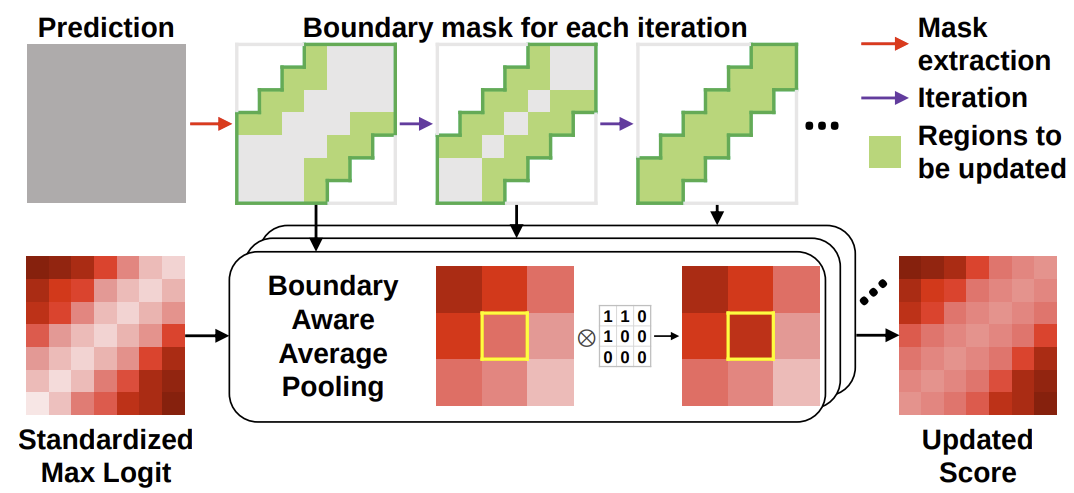 Prediction
Boundary mask for each iteration
Mask
extraction
Iteration
Regions to
be updated
Boundary
Aware
Average
Pooling
1 1 0
1 0 0
0 0 0
Standardized
Max Logit
Updated
Score